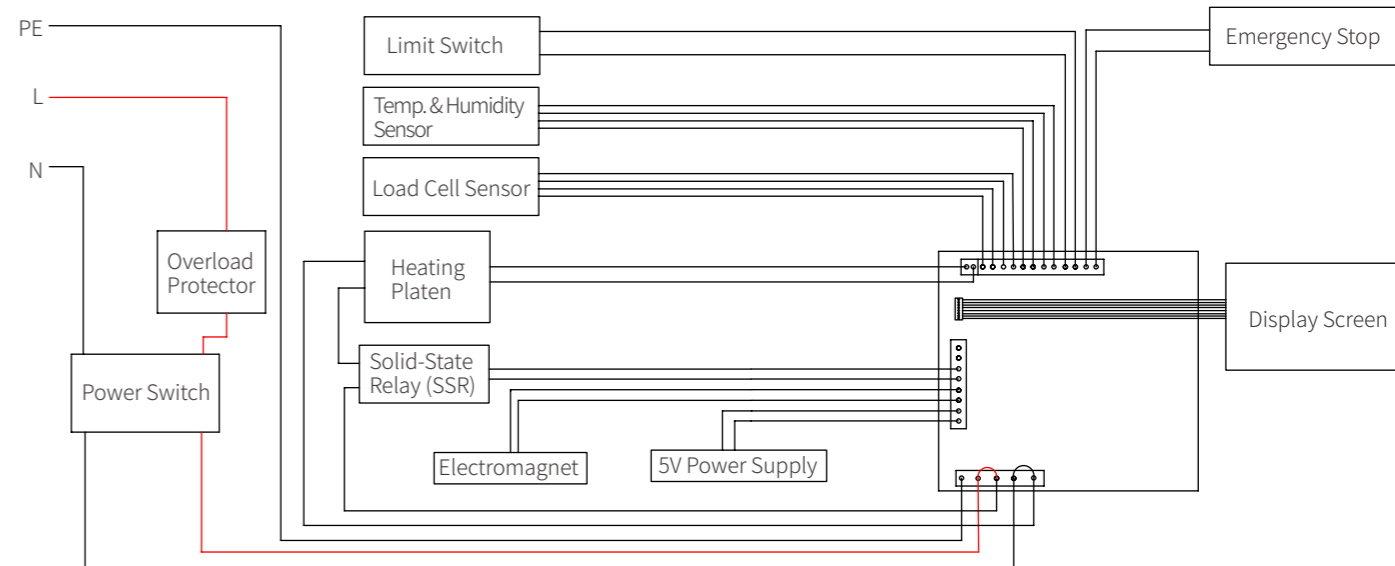 PE
L
N
Limit Switch
Emergency Stop
Temp. & Humidity
Sensor
Load Cell Sensor
Overload
Protector
Heating
Platen
Display Screen
Solid-State
Relay (SSR)
Power Switch
Electromagnet
5V Power Supply